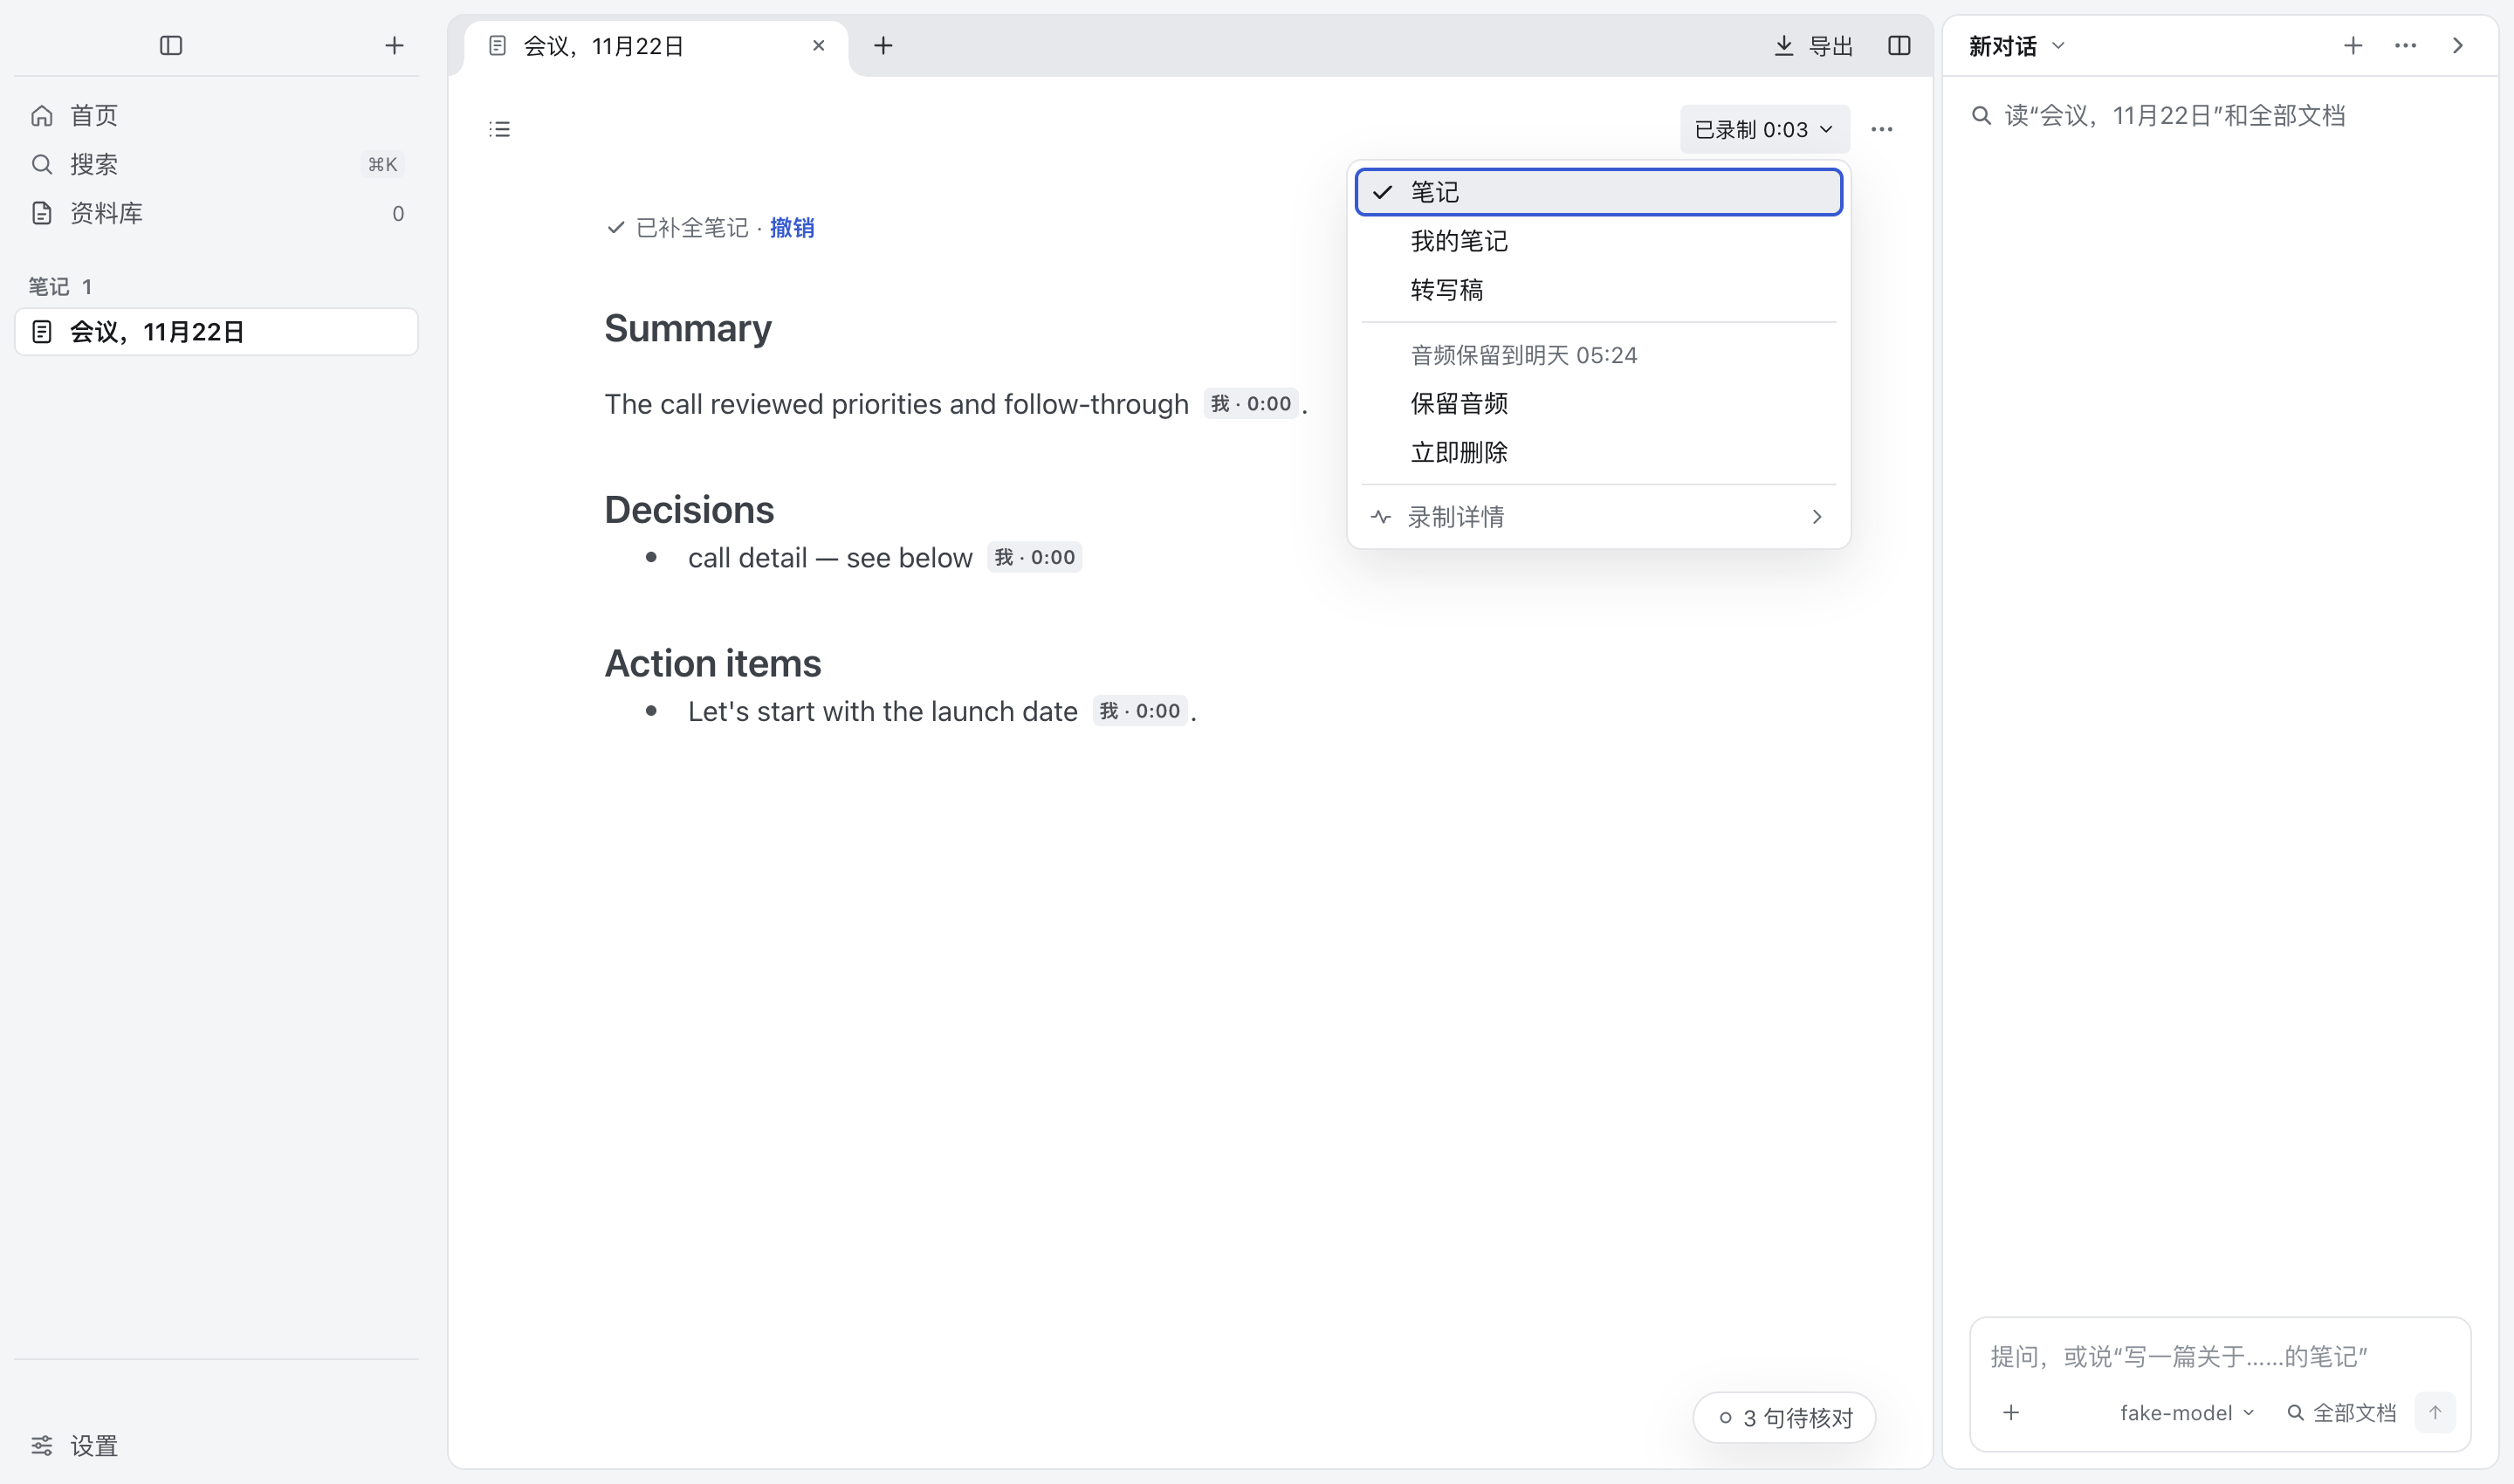 首页
搜索 ⌘K
资料库 0
笔记 1
会议，11月22日
设置
会议，11月22日
导出
已录制 0:03
已补全笔记 · 撤销
Summary
The call reviewed priorities and follow-through 我 · 0:00 .
Decisions
call detail — see below 我 · 0:00
Action items
Let's start with the launch date 我 · 0:00 .
笔记
我的笔记
转写稿
音频保留到明天 05:24
保留音频
立即删除
录制详情
3 句待核对
新对话
读“会议，11月22日”和全部文档
提问，或说“写一篇关于……的笔记”
fake-model 全部文档